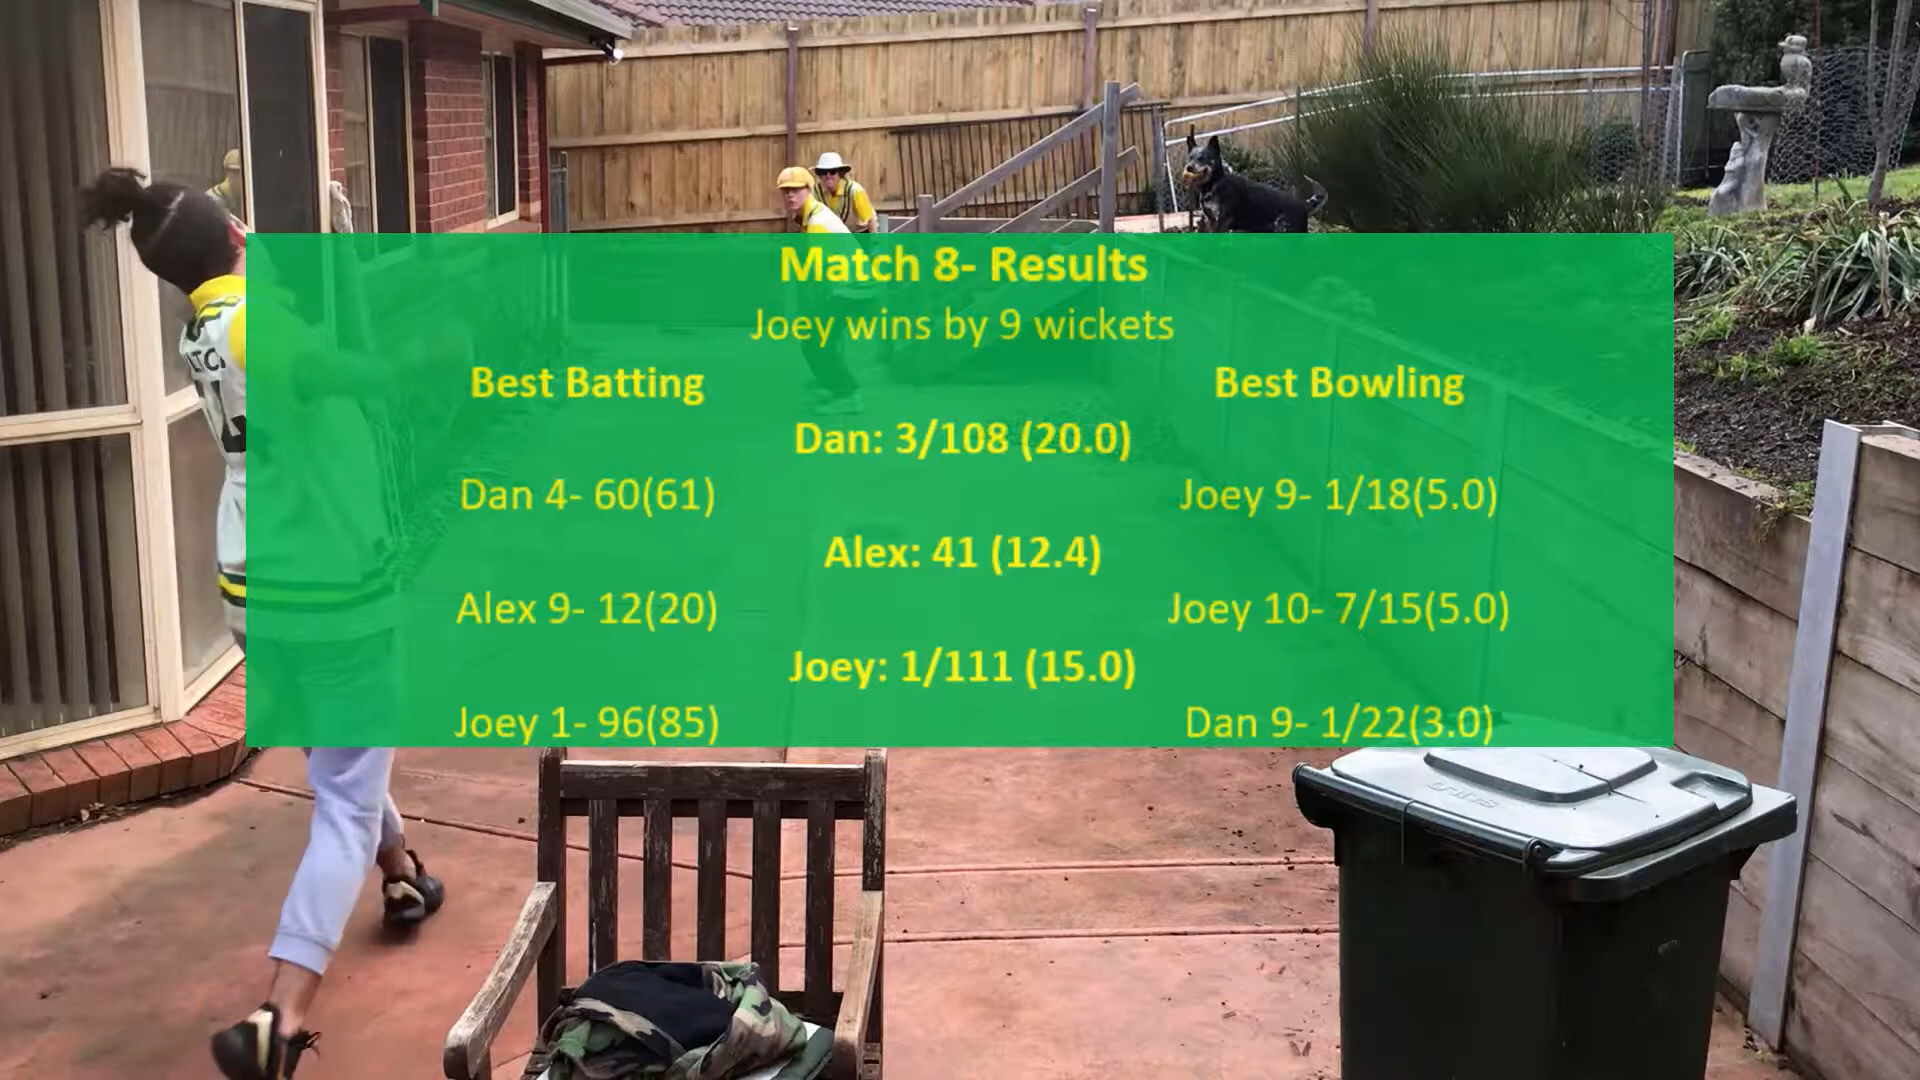 Match 8- Results
Joey wins by 9 wickets
Best Batting
Best Bowling
Dan: 3/108 (20.0)
Dan 4- 60(61)
Joey 9- 1/18(5.0)
Alex: 41 (12.4)
Alex 9- 12(20)
Joey 10- 7/15(5.0)
Joey: 1/111 (15.0)
Joey 1- 96(85)
Dan 9- 1/22(3.0)